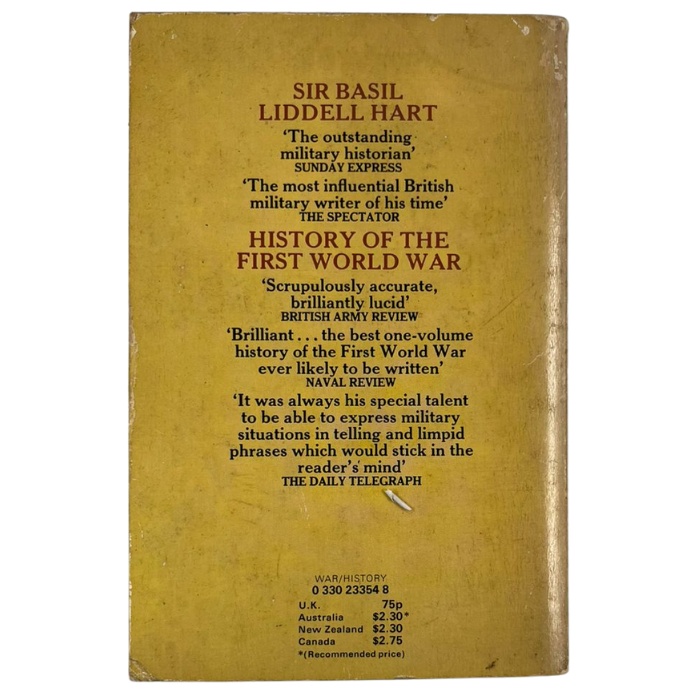 SIR BASIL
LIDDELL HART
‘The outstanding
military historian’
SUNDAY EXPRESS
‘The most influential British
military writer of his time’
THE SPECTATOR
HISTORY OF THE
FIRST WORLD WAR
‘Scrupulously accurate,
brilliantly lucid’
BRITISH ARMY REVIEW
‘Brilliant . . . the best one-volume
history of the First World War
ever likely to be written’
NAVAL REVIEW
‘It was always his special talent
to be able to express military
situations in telling and limpid
phrases which would stick in the
reader's mind’
THE DAILY TELEGRAPH
WAR/HISTORY
0 330 23354 8
U.K. 75p
Australia $2.30*
New Zealand $2.30
Canada $2.75
*(Recommended price)